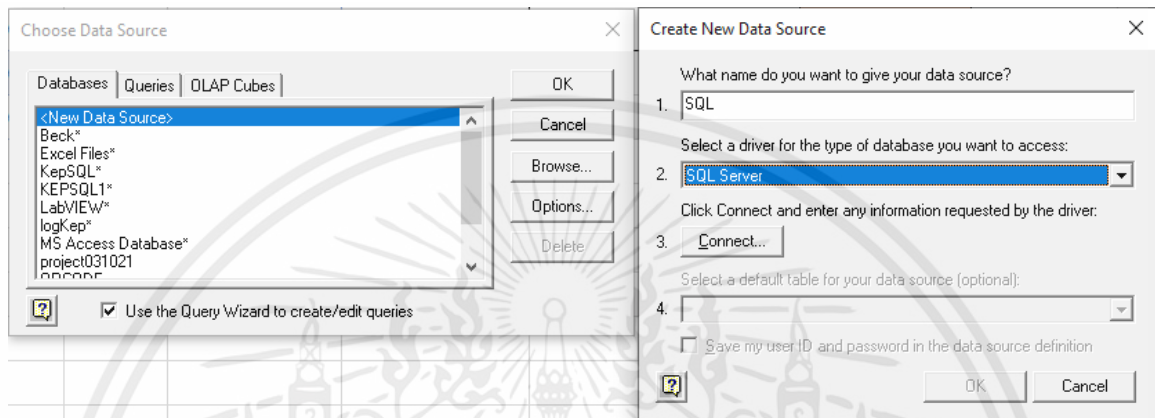 Choose Data Source
Databases
Queries
OLAP Cubes
<New Data Source>
Beck*
Excel Files*
KepSQL*
KEPSQL1*
LabVIEW*
logKep*
MS Access Database*
project031021
OK
Cancel
Browse...
Options...
Delete
Use the Query Wizard to create/edit queries
Create New Data Source
What name do you want to give your data source?
1. SQL
Select a driver for the type of database you want to access:
2. SQL Server
Click Connect and enter any information requested by the driver:
3. Connect...
Select a default table for your data source (optional):
4.
Save my user ID and password in the data source definition
OK
Cancel